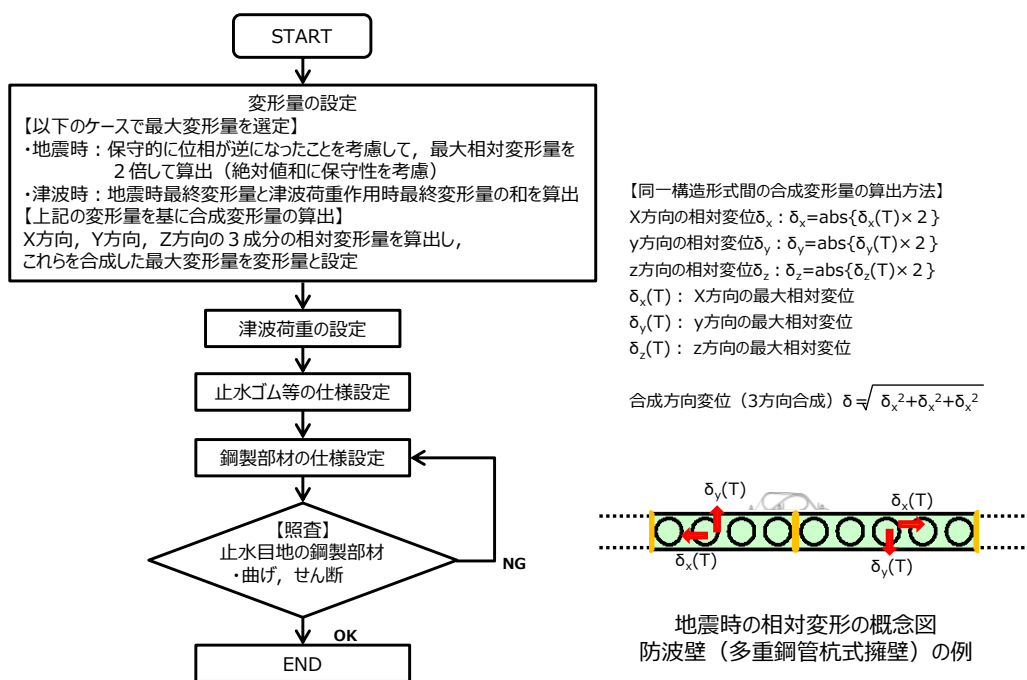 START
変形量の設定
【以下のケースで最大変形量を選定】
・地震時：保守的に位相が逆になったことを考慮して，最大相対変形量を
２倍して算出（絶対値和に保守性を考慮）
・津波時：地震時最終変形量と津波荷重作用時最終変形量の和を算出
【上記の変形量を基に合成変形量の算出】
X方向，Y方向，Z方向の３成分の相対変形量を算出し，
これらを合成した最大変形量を変形量と設定
津波荷重の設定
止水ゴム等の仕様設定
鋼製部材の仕様設定
【照査】
止水目地の鋼製部材
・曲げ，せん断
NG
OK
END
【同一構造形式間の合成変形量の算出方法】
X方向の相対変位δx：δx=abs{δx(T)×２}
y方向の相対変位δy：δy=abs{δy(T)×２}
z方向の相対変位δz：δz=abs{δz(T)×２}
δx(T)： X方向の最大相対変位
δy(T)： y方向の最大相対変位
δz(T)： z方向の最大相対変位
合成方向変位（3方向合成）δ=√ δx²+δx²+δx²
δy(T)
δx(T)
δx(T)
δy(T)
地震時の相対変形の概念図
防波壁（多重鋼管杭式擁壁）の例